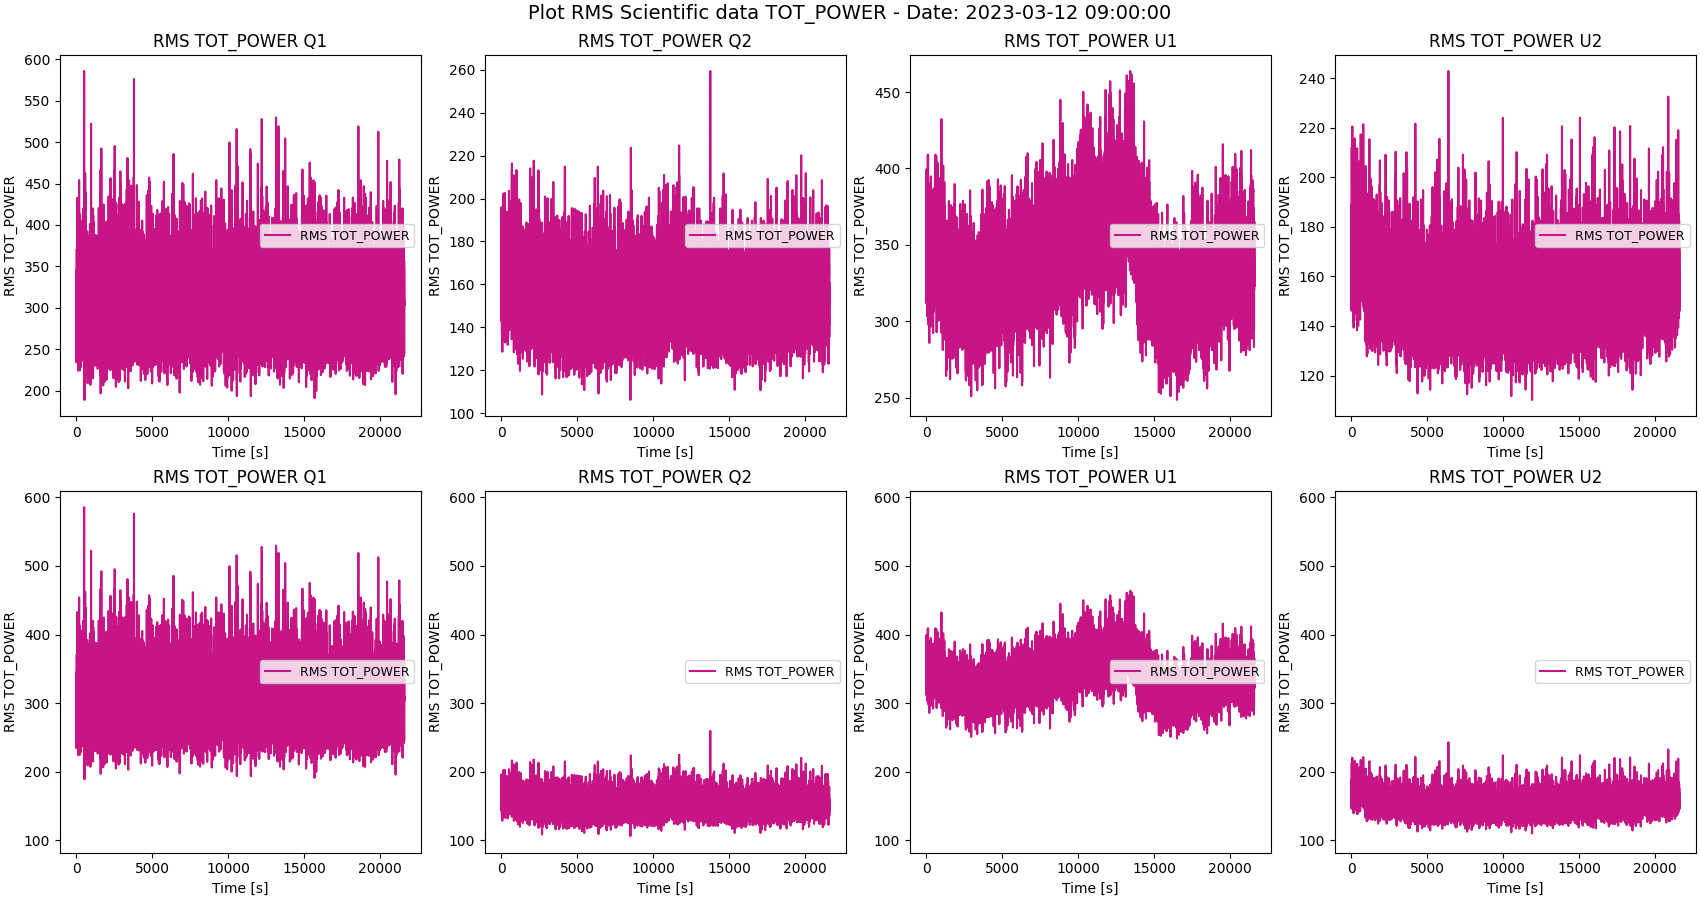 Plot RMS Scientific data TOT_POWER - Date: 2023-03-12 09:00:00
RMS TOT_POWER Q1
RMS TOT_POWER
600
550
500
450
400
350
300
250
200
RMS TOT_POWER
0 5000 10000 15000 20000
Time [s]
RMS TOT_POWER Q2
RMS TOT_POWER
260
240
220
200
180
160
140
120
100
RMS TOT_POWER
0 5000 10000 15000 20000
Time [s]
RMS TOT_POWER U1
RMS TOT_POWER
450
400
350
300
250
RMS TOT_POWER
0 5000 10000 15000 20000
Time [s]
RMS TOT_POWER U2
RMS TOT_POWER
240
220
200
180
160
140
120
RMS TOT_POWER
0 5000 10000 15000 20000
Time [s]
RMS TOT_POWER Q1
RMS TOT_POWER
600
500
400
300
200
100
RMS TOT_POWER
0 5000 10000 15000 20000
Time [s]
RMS TOT_POWER Q2
RMS TOT_POWER
600
500
400
300
200
100
RMS TOT_POWER
0 5000 10000 15000 20000
Time [s]
RMS TOT_POWER U1
RMS TOT_POWER
600
500
400
300
200
100
RMS TOT_POWER
0 5000 10000 15000 20000
Time [s]
RMS TOT_POWER U2
RMS TOT_POWER
600
500
400
300
200
100
RMS TOT_POWER
0 5000 10000 15000 20000
Time [s]